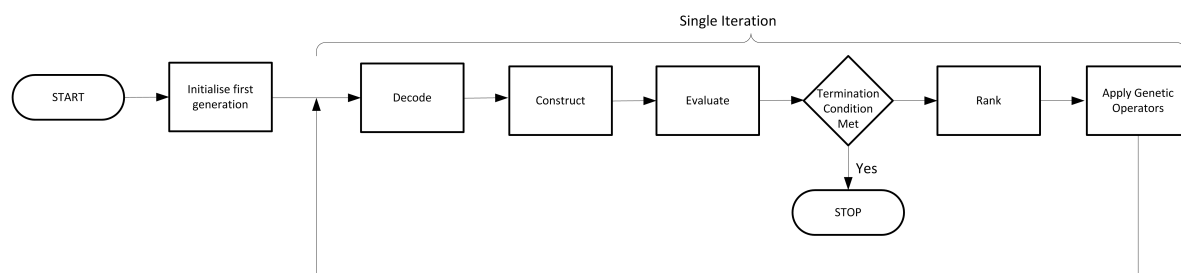 Single Iteration
START
Initialise first
generation
Decode
Construct
Evaluate
Termination
Condition
Met
Rank
Apply Genetic
Operators
Yes
STOP